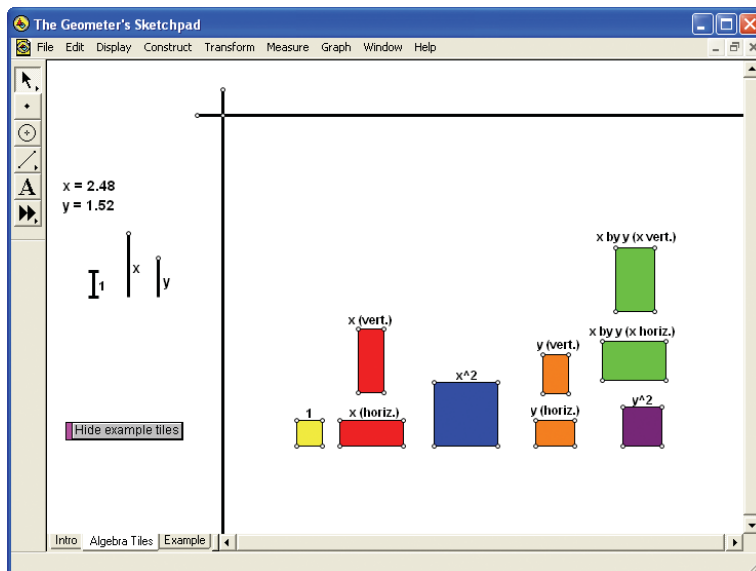 The Geometer's Sketchpad
File Edit Display Construct Transform Measure Graph Window Help
A
x = 2.48
y = 1.52
1
x
y
x by y (x vert.)
x (vert.)
x by y (x horiz.)
y (vert.)
x^2
1
x (horiz.)
y (horiz.)
y^2
Hide example tiles
Intro Algebra Tiles Example